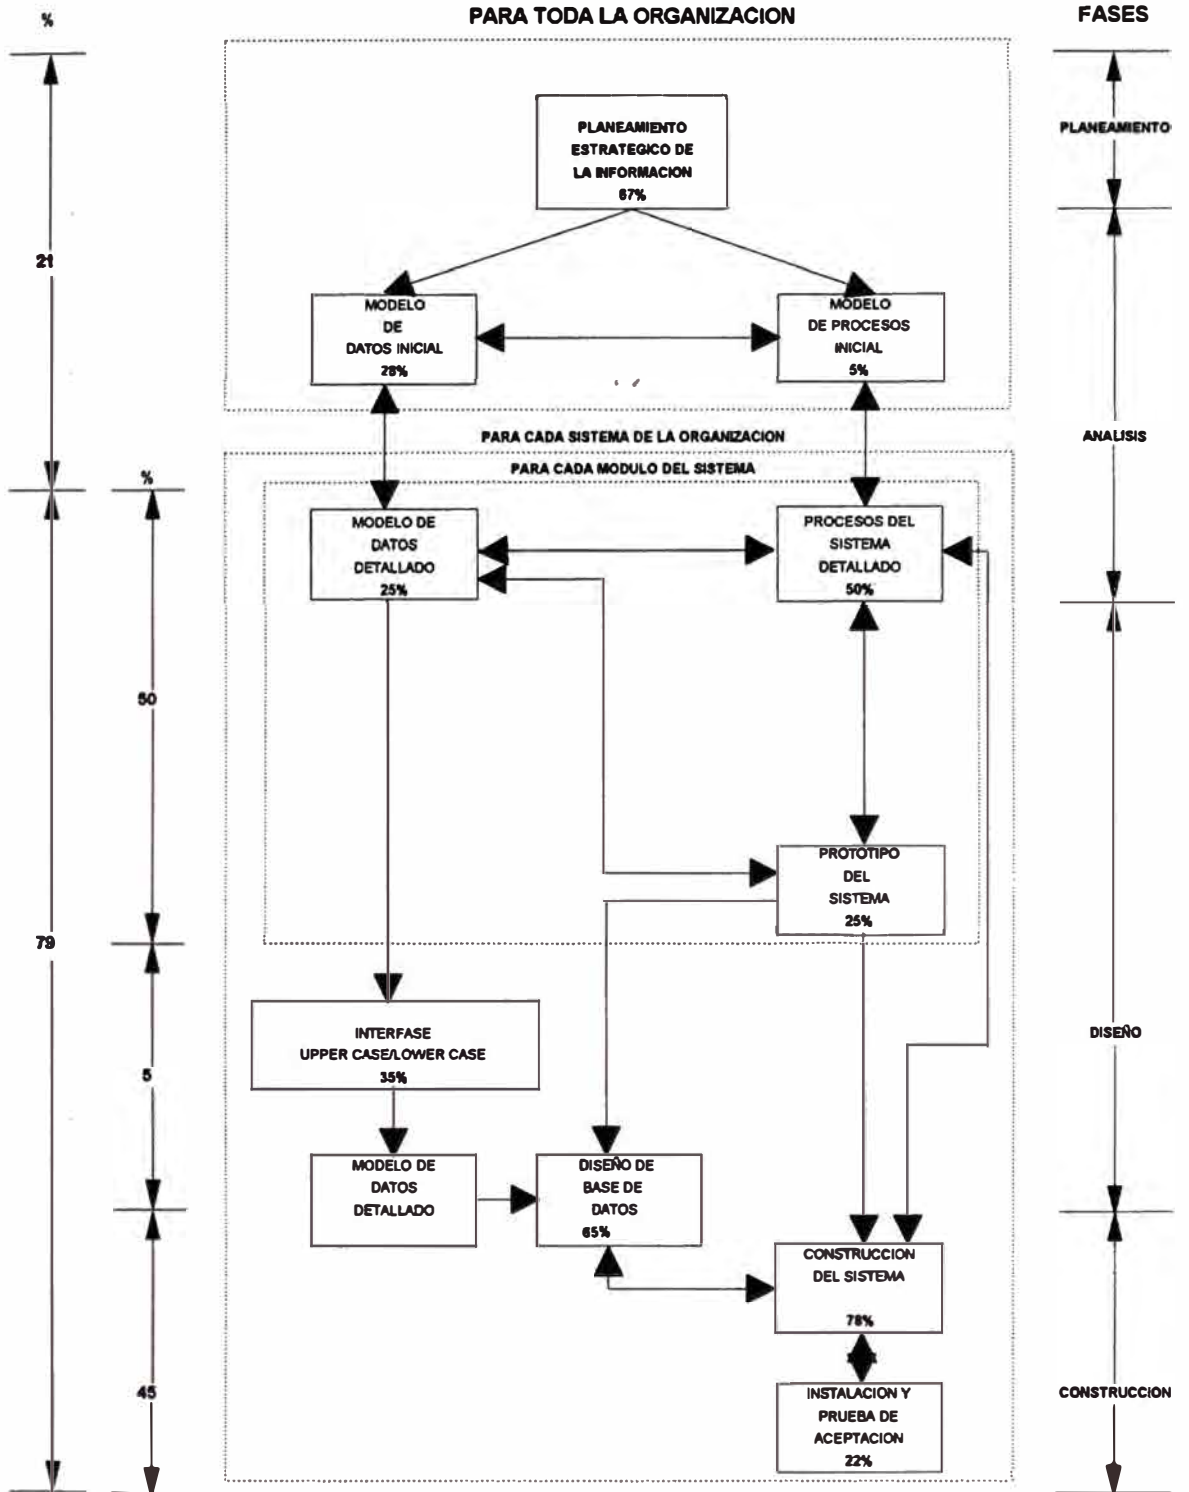 %
PARA TODA LA ORGANIZACION
FASES
PLANEAMIENTO
ESTRATEGICO DE
LA INFORMACION
67%
PLANEAMIENTO
21
MODELO
DE
DATOS INICIAL
28%
MODELO
DE PROCESOS
INICIAL
5%
PARA CADA SISTEMA DE LA ORGANIZACION
ANALISIS
PARA CADA MODULO DEL SISTEMA
%
MODELO DE
DATOS
DETALLADO
25%
PROCESOS DEL
SISTEMA
DETALLADO
50%
50
PROTOTIPO
DEL
SISTEMA
25%
79
INTERFASE
UPPER CASE/LOWER CASE
35%
DISEÑO
5
MODELO DE
DATOS
DETALLADO
DISEÑO DE
BASE DE
DATOS
65%
CONSTRUCCION
DEL SISTEMA
78%
45
INSTALACION Y
PRUEBA DE
ACEPTACION
22%
CONSTRUCCION